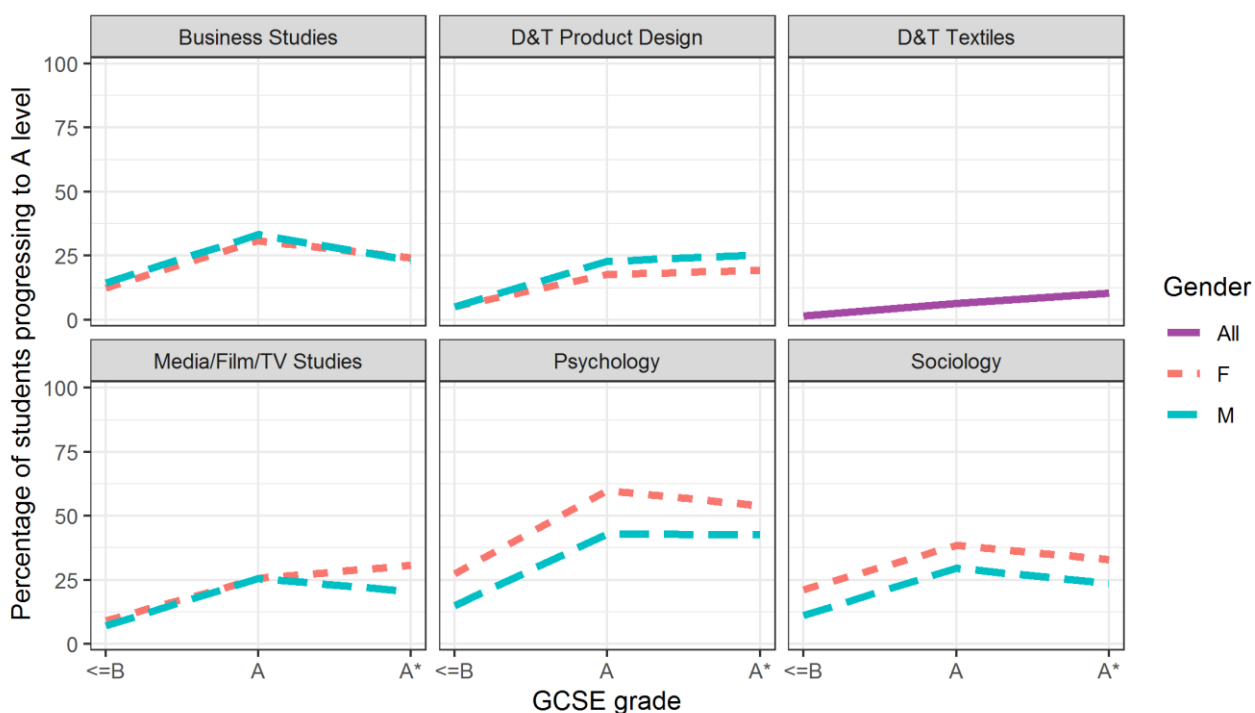 Business Studies
D&T Product Design
D&T Textiles
100
75
50
25
0
Media/Film/TV Studies
Psychology
Sociology
100
75
50
25
0
<=B
A
A*
<=B
A
A*
<=B
A
A*
GCSE grade
Percentage of students progressing to A level
Gender
All
F
M